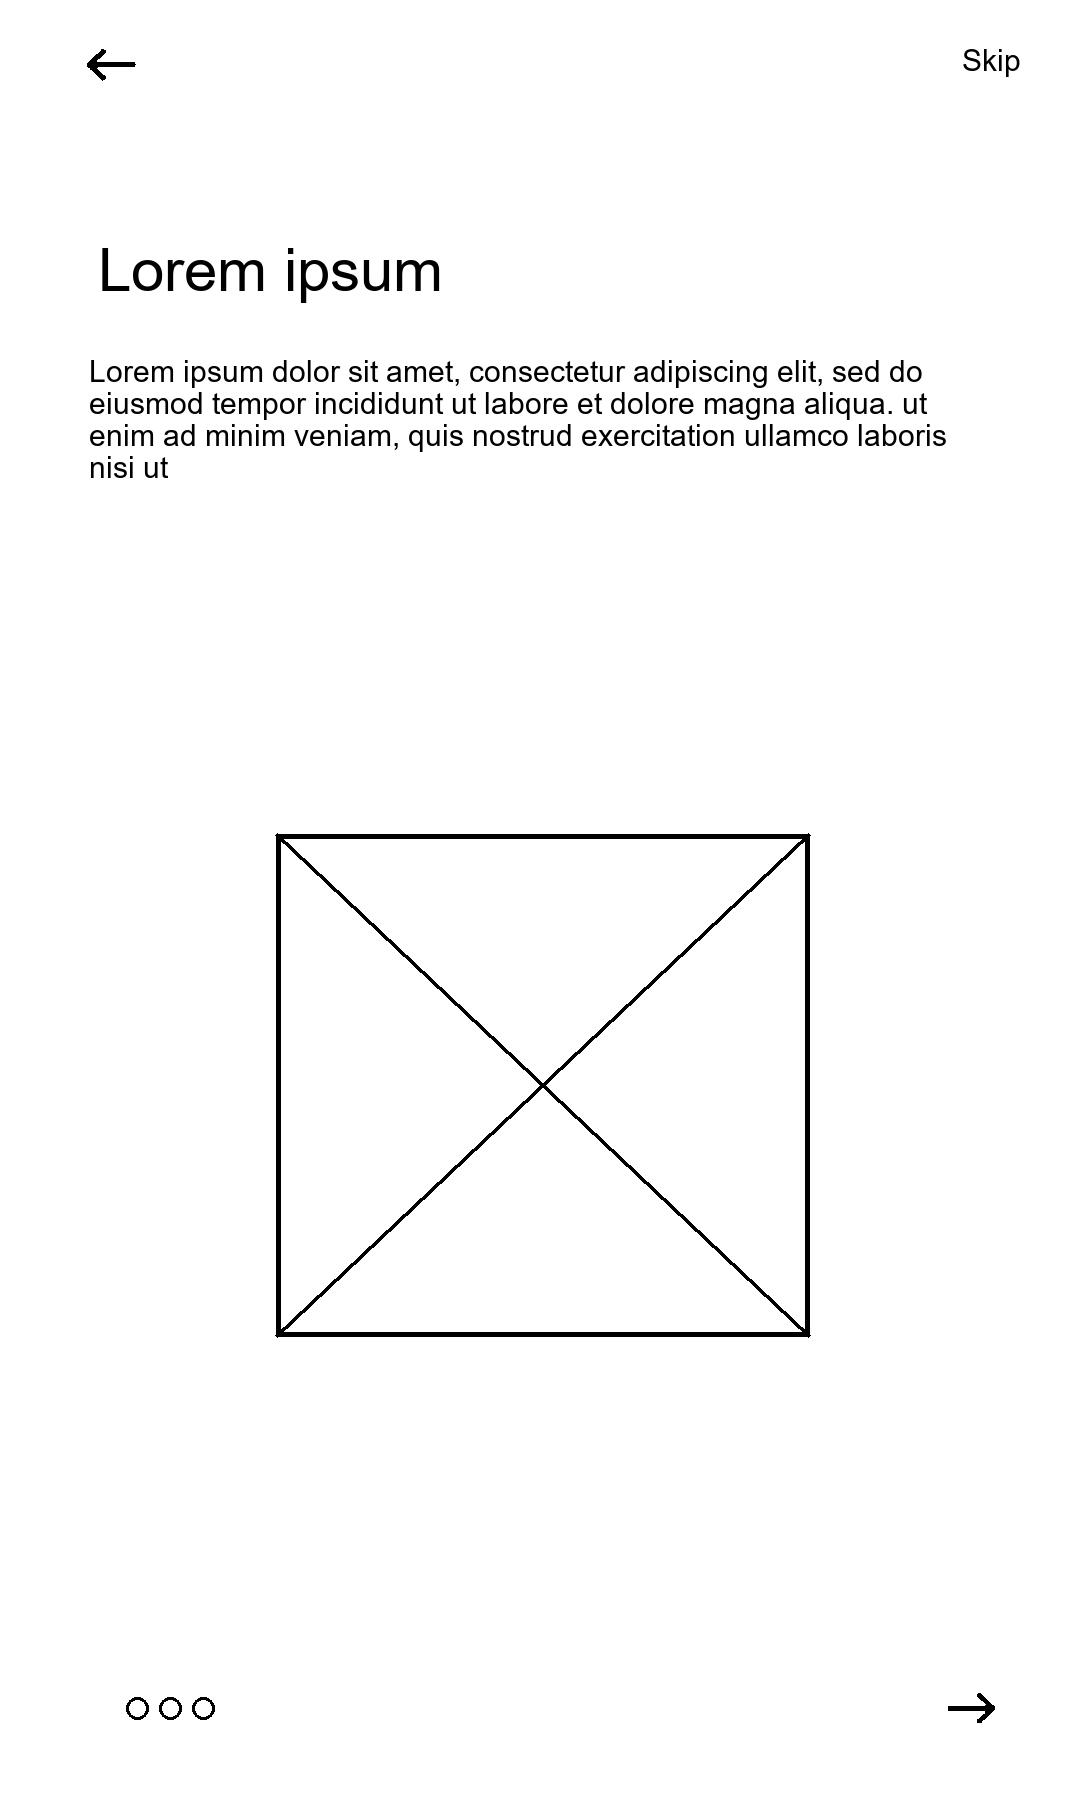 Skip
Lorem ipsum
Lorem ipsum dolor sit amet, consectetur adipiscing elit, sed do
eiusmod tempor incididunt ut labore et dolore magna aliqua. ut
enim ad minim veniam, quis nostrud exercitation ullamco laboris
nisi ut